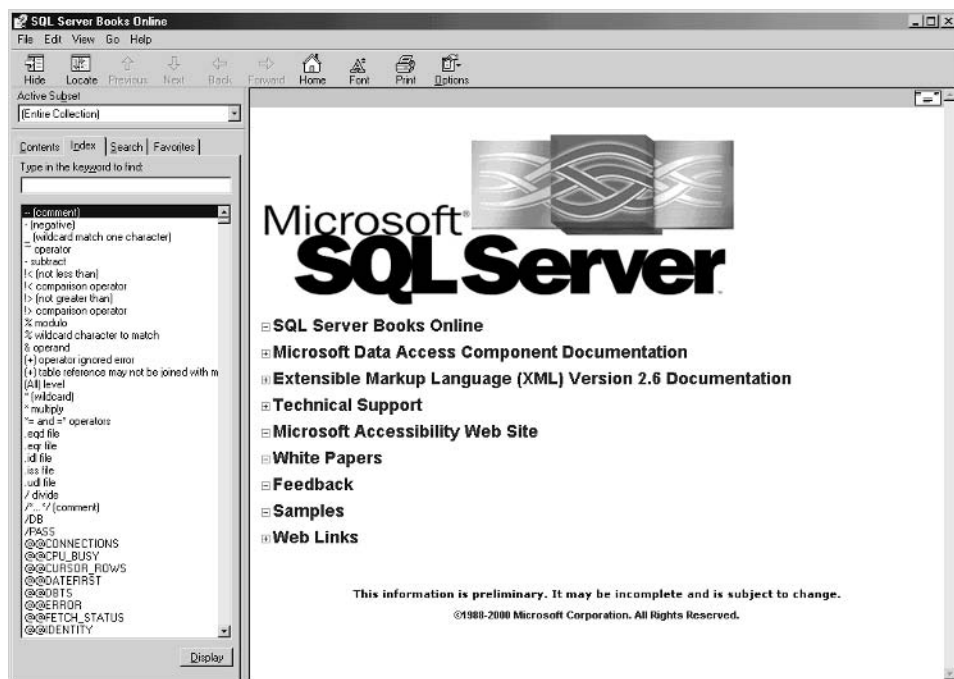 SQL Server Books Online
File Edit View Go Help
Hide Locate Previous Next Back Forward Home Font Print Options
Active Subset
(Entire Collection)
Contents Index Search Favorites
Type in the keyword to find:
-- (comment)
- (negative)
_ (wildcard match one character)
- subtract
!< (not less than)
!< comparison operator
!> (not greater than)
!> comparison operator
% modulo
% wildcard character to match
& operand
(+) operator ignored error
(+) table reference may not be joined with m
(All) level
* (wildcard)
* multiply
*= and =* operators
.eqd file
.eqr file
.idl file
.iss file
.udl file
/ divide
/*...*/ (comment)
/DB
/PASS
@@CONNECTIONS
@@CPU_BUSY
@@CURSOR_ROWS
@@DATEFIRST
@@DBTS
@@ERROR
@@FETCH_STATUS
@@IDENTITY
Display
Microsoft®
SQL Server™
SQL Server Books Online
Microsoft Data Access Component Documentation
Extensible Markup Language (XML) Version 2.6 Documentation
Technical Support
Microsoft Accessibility Web Site
White Papers
Feedback
Samples
Web Links
This information is preliminary. It may be incomplete and is subject to change.
©1988-2000 Microsoft Corporation. All Rights Reserved.